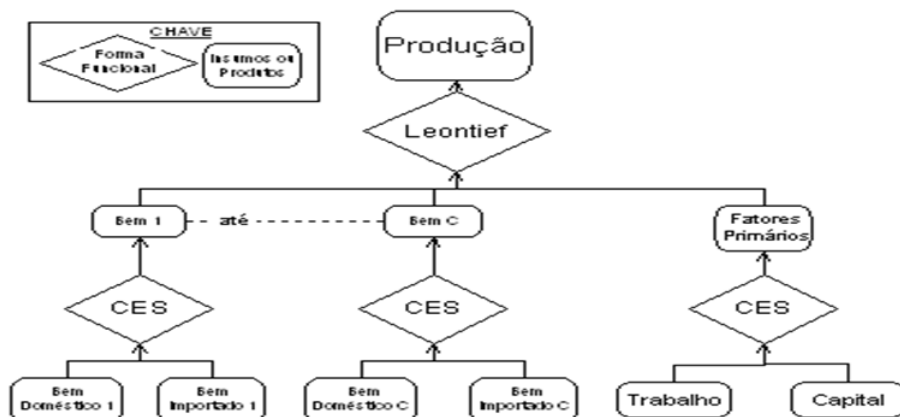 CHAVE
Forma
Funcional
Insumos ou
Produtos
Produção
Leontief
Bem 1
até
Bem C
Fatores
Primários
CES
CES
CES
Bem
Doméstico 1
Bem
Importado 1
Bem
Doméstico C
Bem
Importado C
Trabalho
Capital